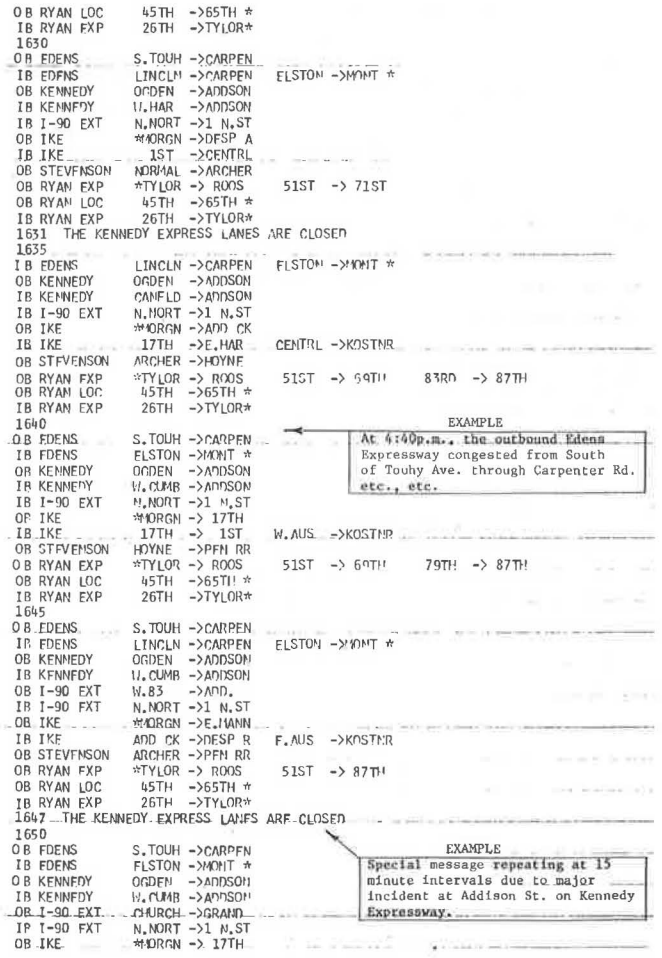 OB RYAN LOC 45TH ->65TH *
IB RYAN EXP 26TH ->TYLOR*
1630
OB EDENS S.TOUH ->CARPEN
IB EDENS LINCLN ->CARPEN ELSTON ->MONT *
OB KENNEDY OGDEN ->ADDSON
IB KENNEDY U.HAR ->ADDSON
IB I-90 EXT N.NORT ->1 N.ST
OB IKE *MORGN ->DESP A
IB IKE 1ST ->CENTRL
OB STEVENSON NORMAL ->ARCHER
OB RYAN EXP *TYLOR -> ROOS 51ST -> 71ST
OB RYAN LOC 45TH ->65TH *
IB RYAN EXP 26TH ->TYLOR*
1631 THE KENNEDY EXPRESS LANES ARE CLOSED
1635
IB EDENS LINCLN ->CARPEN ELSTON ->MONT *
OB KENNEDY OGDEN ->ADDSON
IB KENNEDY CANFLD ->ADDSON
IB I-90 EXT N.NORT ->1 N.ST
OB IKE *MORGN ->ADD CK
IB IKE 17TH ->E.HAR CENTRL ->KOSTNR
OB STEVENSON ARCHER ->HOYNE
OB RYAN EXP *TYLOR -> ROOS 51ST -> 69TH 83RD -> 87TH
OB RYAN LOC 45TH ->65TH *
IB RYAN EXP 26TH ->TYLOR*
1640
OB EDENS S.TOUH ->CARPEN
IB EDENS ELSTON ->MONT *
OB KENNEDY OGDEN ->ADDSON
IB KENNEDY W.CUMB ->ADDSON
IB I-90 EXT N.NORT ->1 N.ST
OB IKE *MORGN -> 17TH
IB IKE 17TH -> 1ST W.AUS ->KOSTNR
OB STEVENSON HOYNE ->PEN RR
OB RYAN EXP *TYLOR -> ROOS 51ST -> 69TH 79TH -> 87TH
OB RYAN LOC 45TH ->65TH *
IB RYAN EXP 26TH ->TYLOR*
EXAMPLE
At 4:40p.m., the outbound Edens
Expressway congested from South
of Touhy Ave. through Carpenter Rd.
etc., etc.
1645
OB EDENS S.TOUH ->CARPEN
IB EDENS LINCLN ->CARPEN ELSTON ->MONT *
OB KENNEDY OGDEN ->ADDSON
IB KENNEDY W.CUMB ->ADDSON
OB I-90 EXT W.83 ->ADD.
IB I-90 EXT N.NORT ->1 N.ST
OB IKE *MORGN ->E.MANN
IB IKE ADD CK ->DESP R E.AUS ->KOSTNR
OB STEVENSON ARCHER ->PEN RR
OB RYAN EXP *TYLOR -> ROOS 51ST -> 87TH
OB RYAN LOC 45TH ->65TH *
IB RYAN EXP 26TH ->TYLOR*
1647 THE KENNEDY EXPRESS LANES ARE CLOSED
1650
OB EDENS S.TOUH ->CARPEN
IB EDENS ELSTON ->MONT *
OB KENNEDY OGDEN ->ADDSON
IB KENNEDY W.CUMB ->ADDSON
OB I-90 EXT CHURCH ->GRAND
IB I-90 EXT N.NORT ->1 N.ST
OB IKE *MORGN -> 17TH
EXAMPLE
Special message repeating at 15
minute intervals due to major
incident at Addison St. on Kennedy
Expressway.